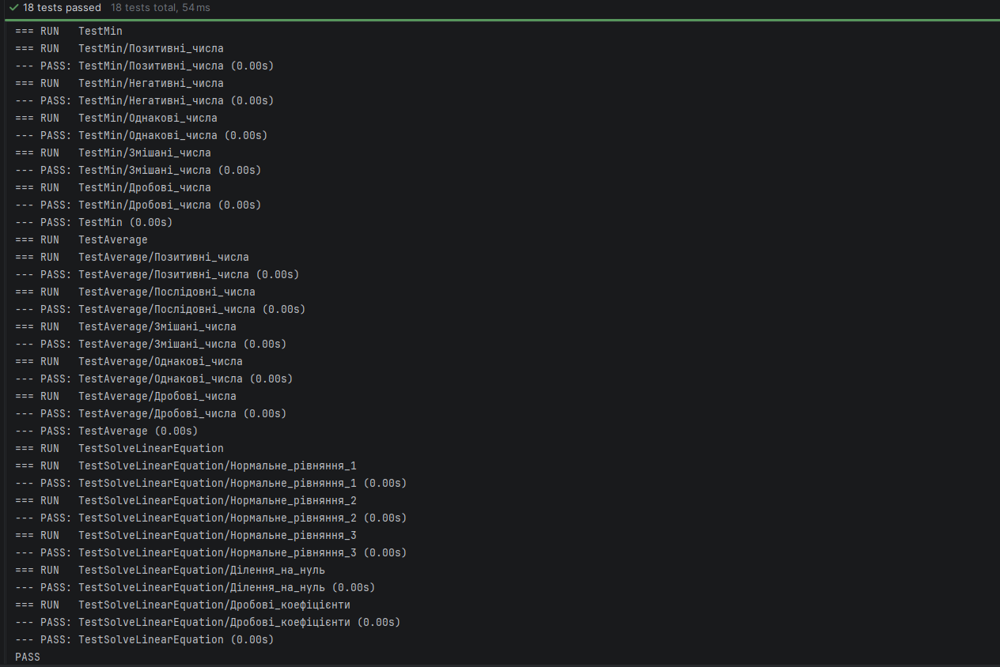 18 tests passed 18 tests total, 54 ms
=== RUN   TestMin
=== RUN   TestMin/Позитивні_числа
--- PASS: TestMin/Позитивні_числа (0.00s)
=== RUN   TestMin/Негативні_числа
--- PASS: TestMin/Негативні_числа (0.00s)
=== RUN   TestMin/Однакові_числа
--- PASS: TestMin/Однакові_числа (0.00s)
=== RUN   TestMin/Змішані_числа
--- PASS: TestMin/Змішані_числа (0.00s)
=== RUN   TestMin/Дробові_числа
--- PASS: TestMin/Дробові_числа (0.00s)
--- PASS: TestMin (0.00s)
=== RUN   TestAverage
=== RUN   TestAverage/Позитивні_числа
--- PASS: TestAverage/Позитивні_числа (0.00s)
=== RUN   TestAverage/Послідовні_числа
--- PASS: TestAverage/Послідовні_числа (0.00s)
=== RUN   TestAverage/Змішані_числа
--- PASS: TestAverage/Змішані_числа (0.00s)
=== RUN   TestAverage/Однакові_числа
--- PASS: TestAverage/Однакові_числа (0.00s)
=== RUN   TestAverage/Дробові_числа
--- PASS: TestAverage/Дробові_числа (0.00s)
--- PASS: TestAverage (0.00s)
=== RUN   TestSolveLinearEquation
=== RUN   TestSolveLinearEquation/Нормальне_рівняння_1
--- PASS: TestSolveLinearEquation/Нормальне_рівняння_1 (0.00s)
=== RUN   TestSolveLinearEquation/Нормальне_рівняння_2
--- PASS: TestSolveLinearEquation/Нормальне_рівняння_2 (0.00s)
=== RUN   TestSolveLinearEquation/Нормальне_рівняння_3
--- PASS: TestSolveLinearEquation/Нормальне_рівняння_3 (0.00s)
=== RUN   TestSolveLinearEquation/Ділення_на_нуль
--- PASS: TestSolveLinearEquation/Ділення_на_нуль (0.00s)
=== RUN   TestSolveLinearEquation/Дробові_коефіцієнти
--- PASS: TestSolveLinearEquation/Дробові_коефіцієнти (0.00s)
--- PASS: TestSolveLinearEquation (0.00s)
PASS